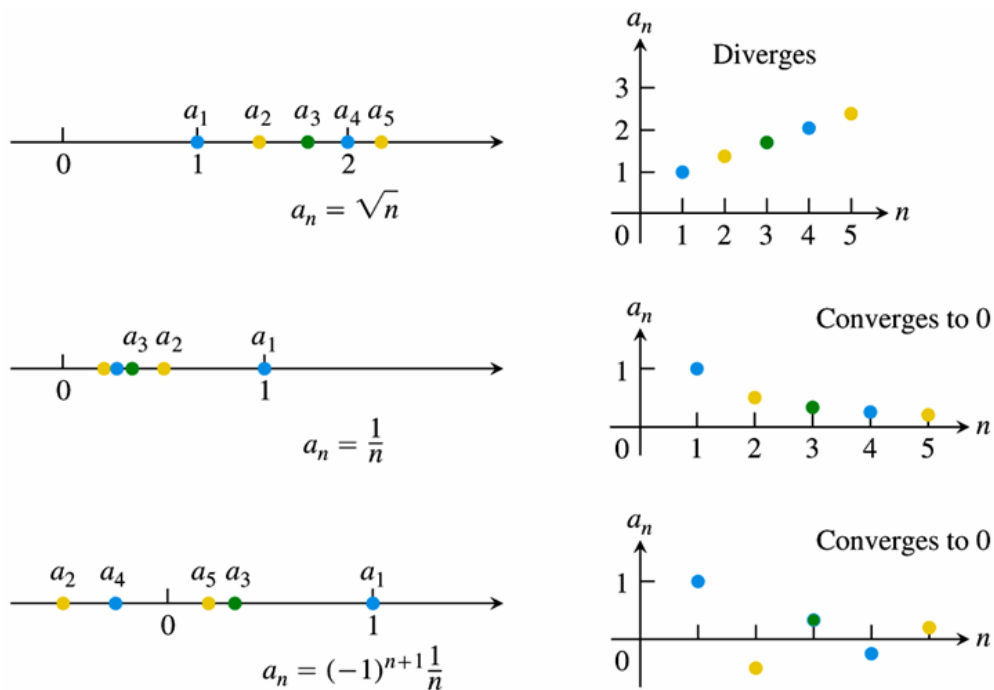 a₁ a₂ a₃ a₄ a₅
0 1 2
aₙ = √n
aₙ
Diverges
3
2
1
0 1 2 3 4 5 n
a₃ a₂ a₁
0 1
aₙ = 1/n
aₙ
Converges to 0
1
0 1 2 3 4 5 n
a₂ a₄ a₅ a₃ a₁
0 1
aₙ = (−1)ⁿ⁺¹ 1/n
aₙ
Converges to 0
1
n
0